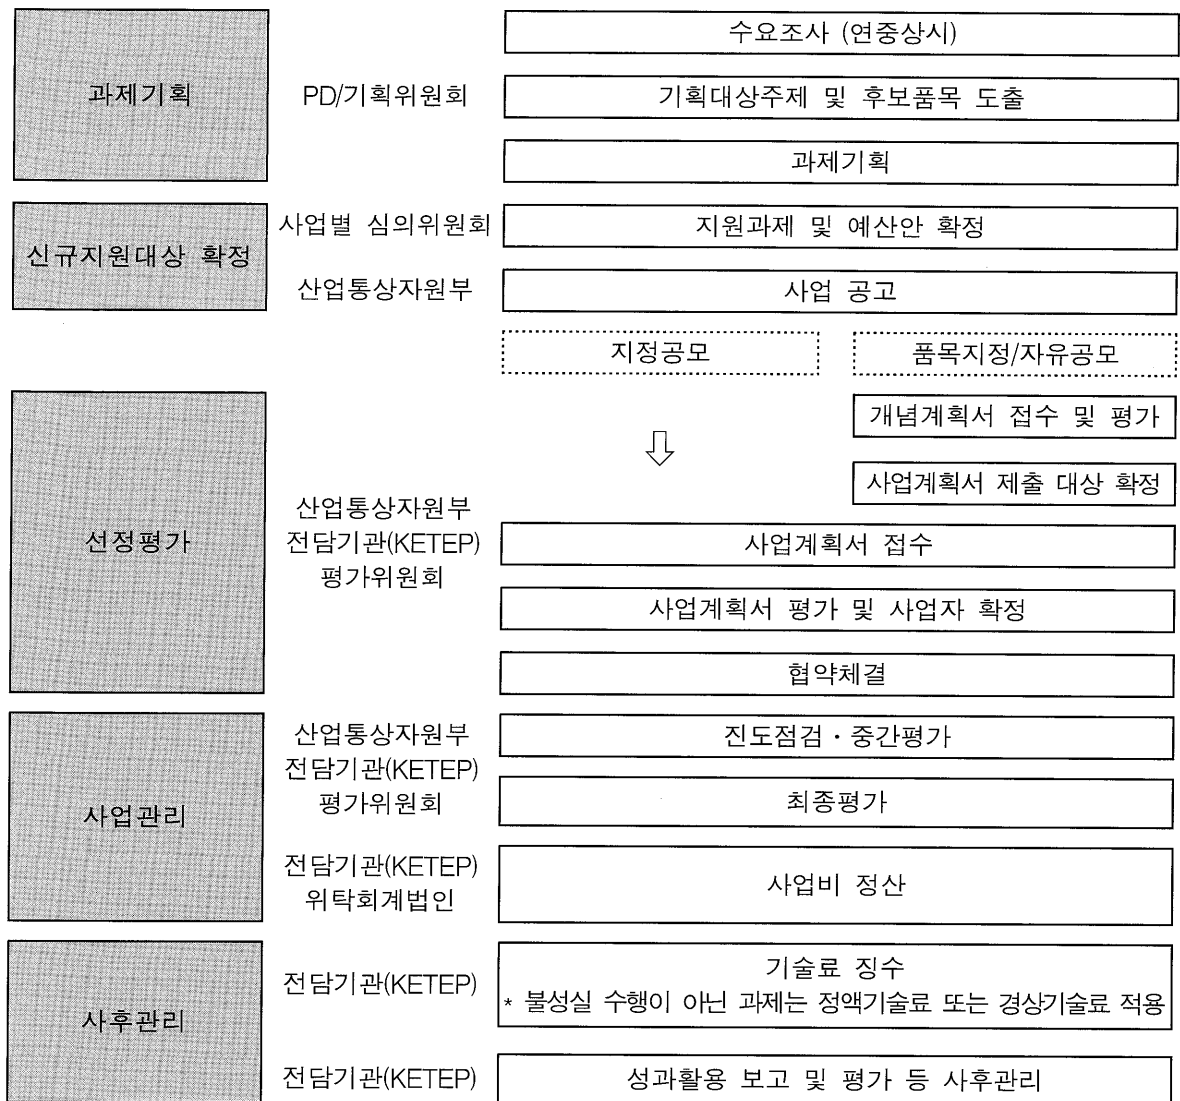 수요조사 (연중상시)
과제기획
PD/기획위원회
기획대상주제 및 후보품목 도출
과제기획
신규지원대상 확정
사업별 심의위원회
지원과제 및 예산안 확정
산업통상자원부
사업 공고
지정공모
품목지정/자유공모
개념계획서 접수 및 평가
사업계획서 제출 대상 확정
선정평가
산업통상자원부
전담기관(KETEP)
평가위원회
사업계획서 접수
사업계획서 평가 및 사업자 확정
협약체결
사업관리
산업통상자원부
전담기관(KETEP)
평가위원회
진도점검·중간평가
최종평가
전담기관(KETEP)
위탁회계법인
사업비 정산
사후관리
전담기관(KETEP)
기술료 징수
* 불성실 수행이 아닌 과제는 정액기술료 또는 경상기술료 적용
전담기관(KETEP)
성과활용 보고 및 평가 등 사후관리